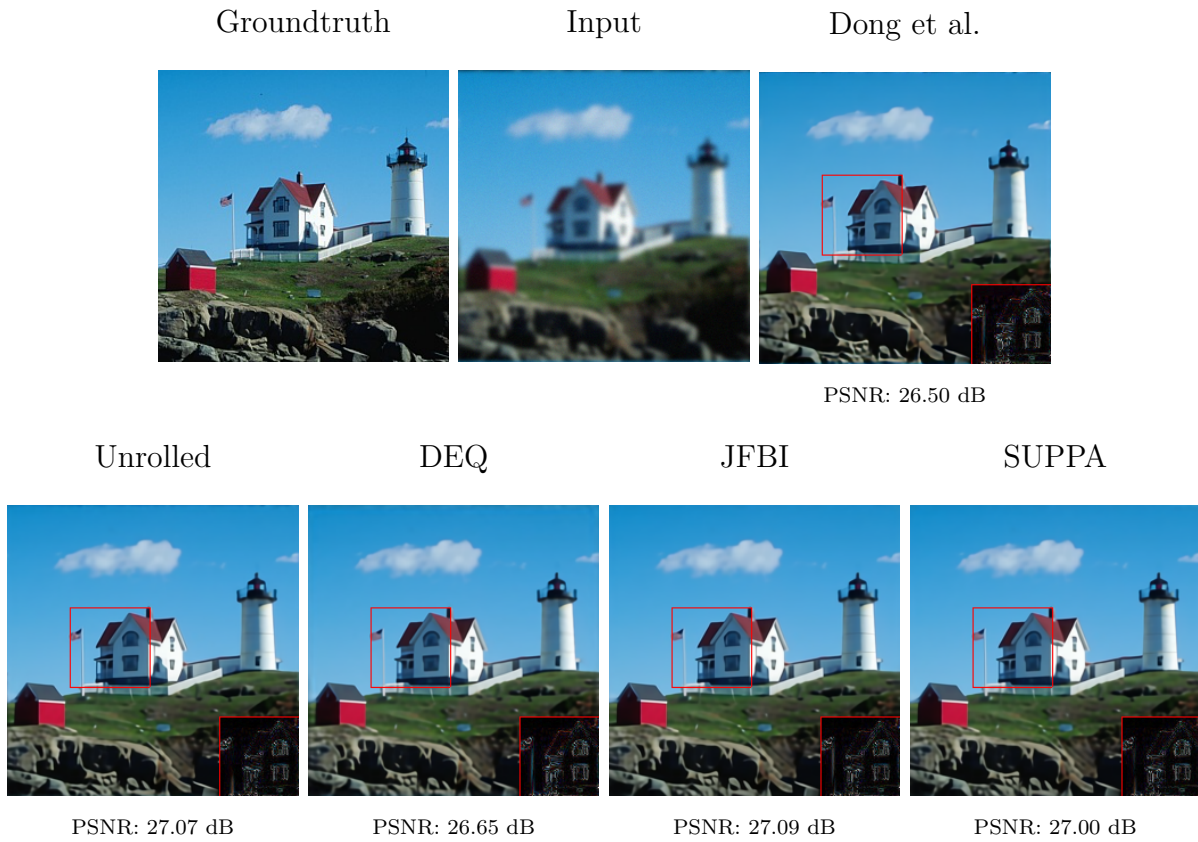 Groundtruth
Input
Dong et al.
PSNR: 26.50 dB
Unrolled
DEQ
JFBI
SUPPA
PSNR: 27.07 dB
PSNR: 26.65 dB
PSNR: 27.09 dB
PSNR: 27.00 dB